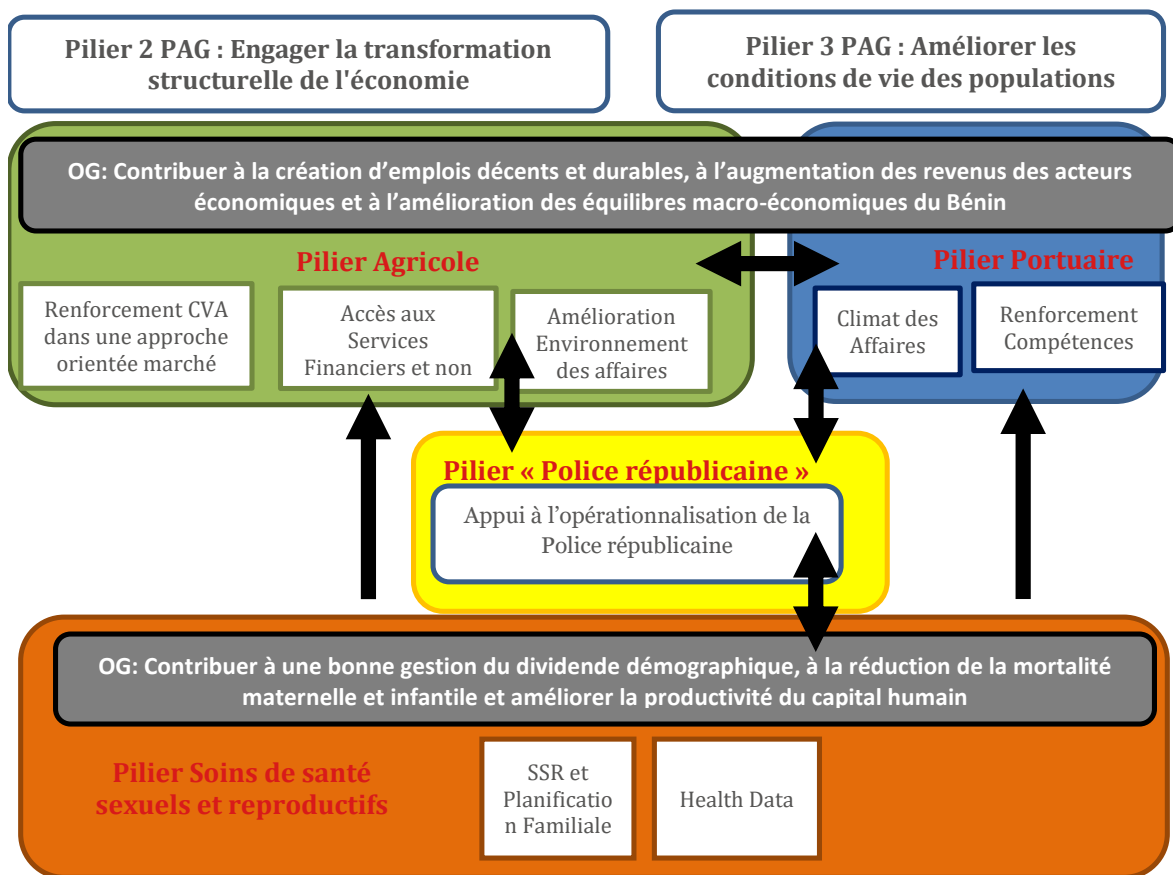 Pilier 2 PAG : Engager la transformation
structurelle de l'économie
Pilier 3 PAG : Améliorer les
conditions de vie des populations
OG: Contribuer à la création d’emplois décents et durables, à l’augmentation des revenus des acteurs
économiques et à l’amélioration des équilibres macro-économiques du Bénin
Pilier Agricole
Renforcement CVA
dans une approche
orientée marché
Accès aux
Services
Financiers et non
Amélioration
Environnement
des affaires
Pilier Portuaire
Climat des
Affaires
Renforcement
Compétences
Pilier « Police républicaine »
Appui à l’opérationnalisation de la
Police républicaine
OG: Contribuer à une bonne gestion du dividende démographique, à la réduction de la mortalité
maternelle et infantile et améliorer la productivité du capital humain
Pilier Soins de santé
sexuels et reproductifs
SSR et
Planificatio
n Familiale
Health Data